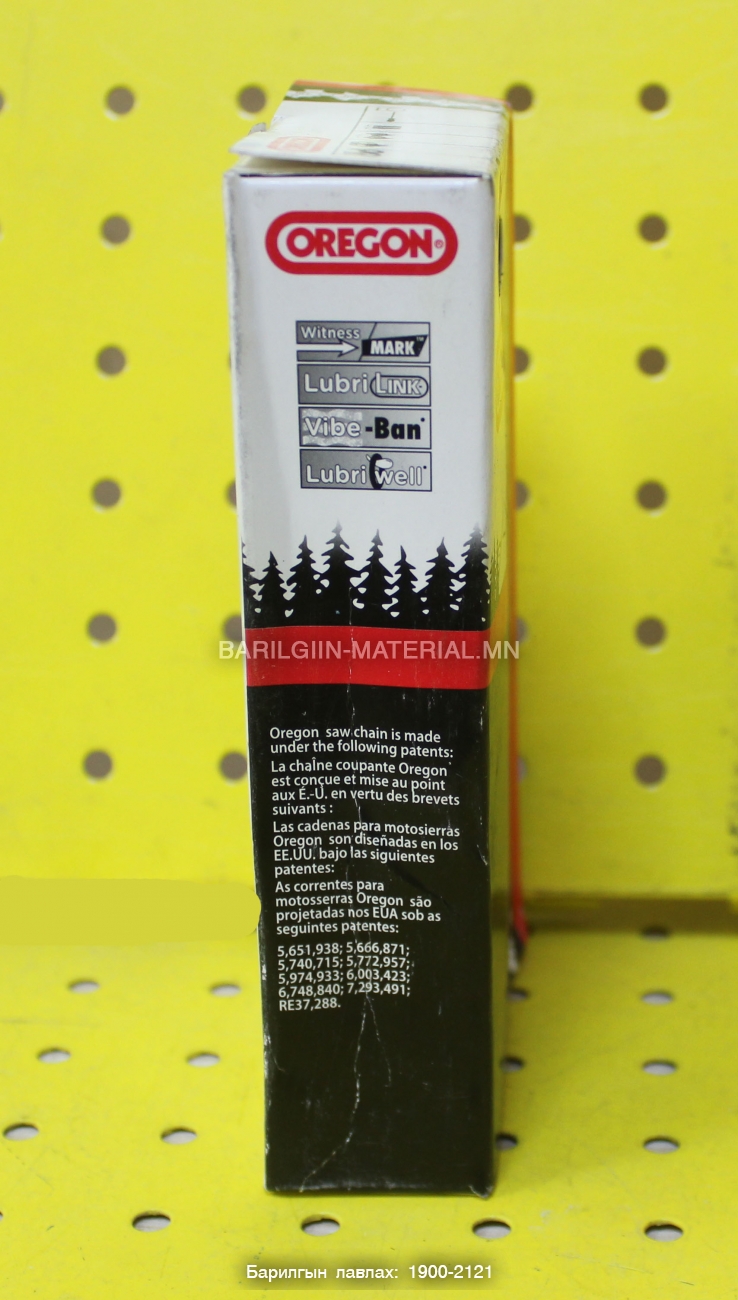 OREGON®
Witness
MARK™
LubriLINK
Vibe-Ban
Lubriwell
BARILGIIN-MATERIAL.MN
Oregon saw chain is made
under the following patents:
La chaîne coupante Oregon
est conçue et mise au point
aux É.-U. en vertu des brevets
suivants :
Las cadenas para motosierras
Oregon son diseñadas en los
EE.UU. bajo las siguientes
patentes:
As correntes para
motosserras Oregon são
projetadas nos EUA sob as
seguintes patentes:
5,651,938; 5,666,871;
5,740,715; 5,772,957;
5,974,933; 6,003,423;
6,748,840; 7,293,491;
RE37,288.
Барилгын лавлах: 1900-2121